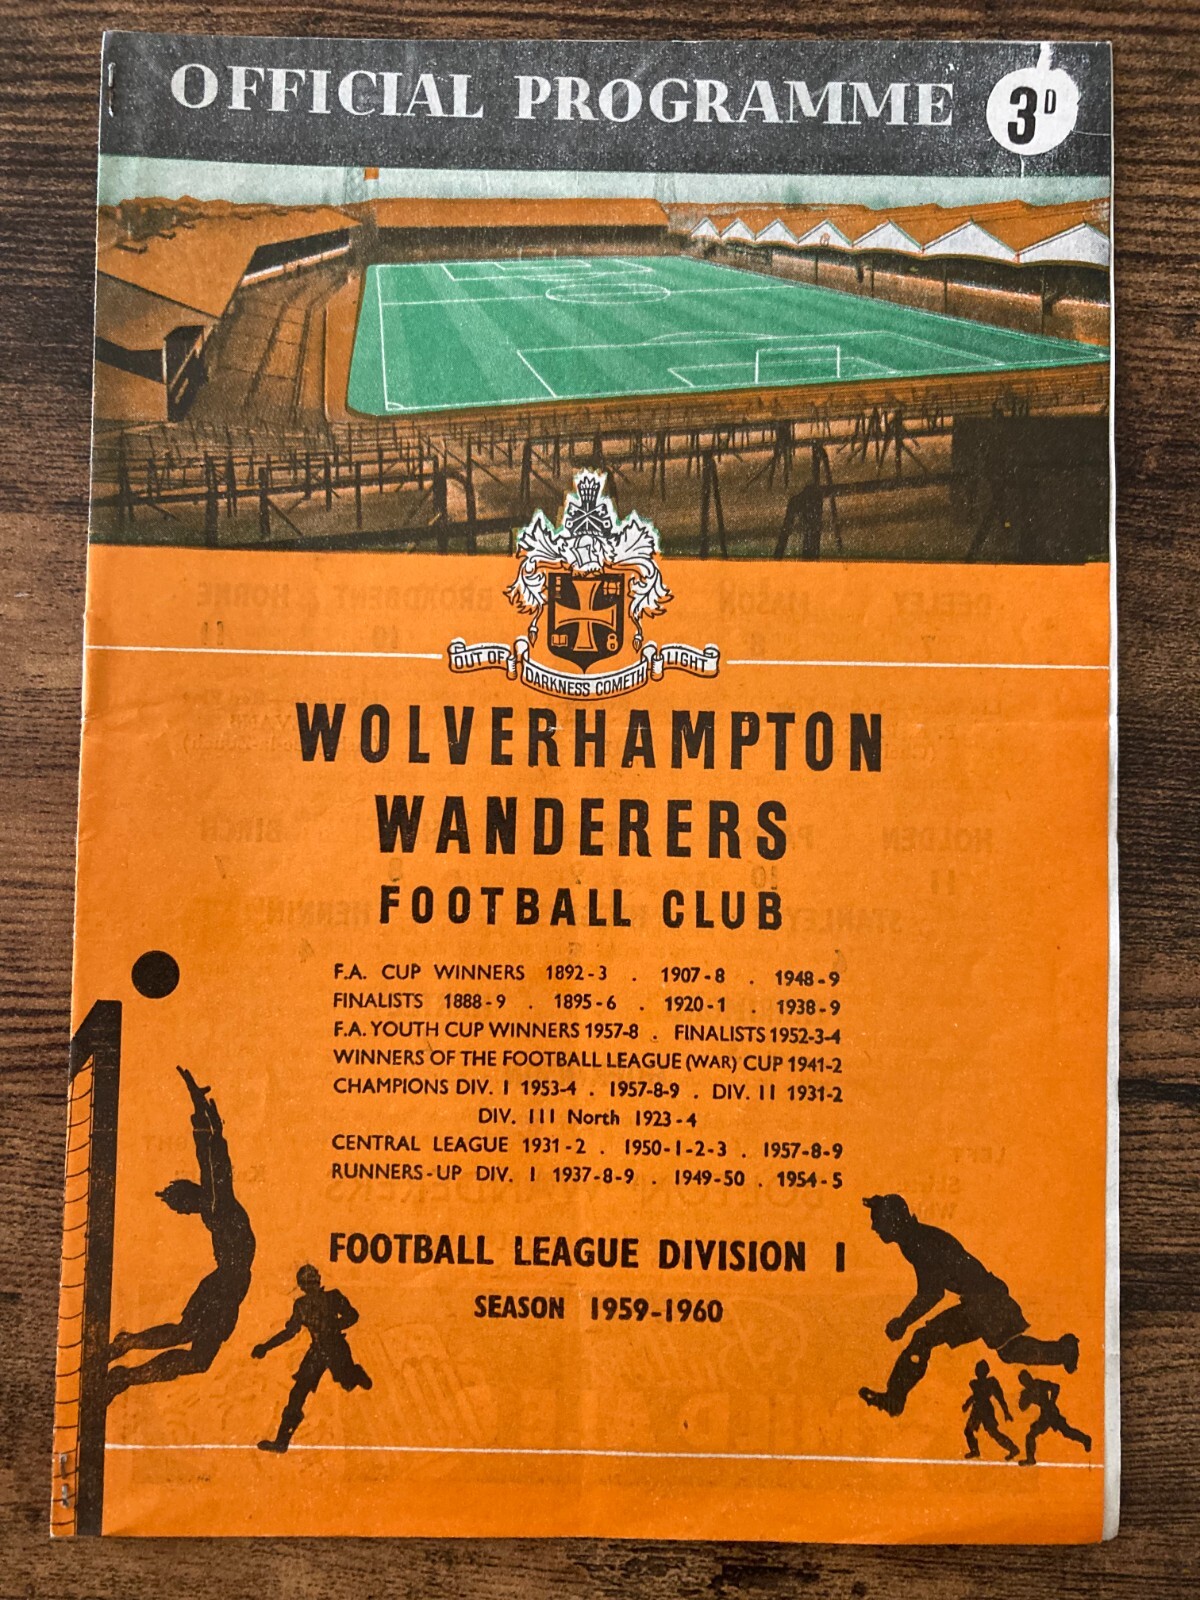 OFFICIAL PROGRAMME 3D
OUT OF DARKNESS COMETH LIGHT
WOLVERHAMPTON
WANDERERS
FOOTBALL CLUB
F.A. CUP WINNERS 1892-3 . 1907-8 . 1948-9
FINALISTS 1888-9 . 1895-6 . 1920-1 . 1938-9
F.A. YOUTH CUP WINNERS 1957-8 . FINALISTS 1952-3-4
WINNERS OF THE FOOTBALL LEAGUE (WAR) CUP 1941-2
CHAMPIONS DIV. I 1953-4 . 1957-8-9 . DIV. II 1931-2
DIV. III North 1923-4
CENTRAL LEAGUE 1931-2 . 1950-1-2-3 . 1957-8-9
RUNNERS-UP DIV. I 1937-8-9 . 1949-50 . 1954-5
FOOTBALL LEAGUE DIVISION I
SEASON 1959-1960